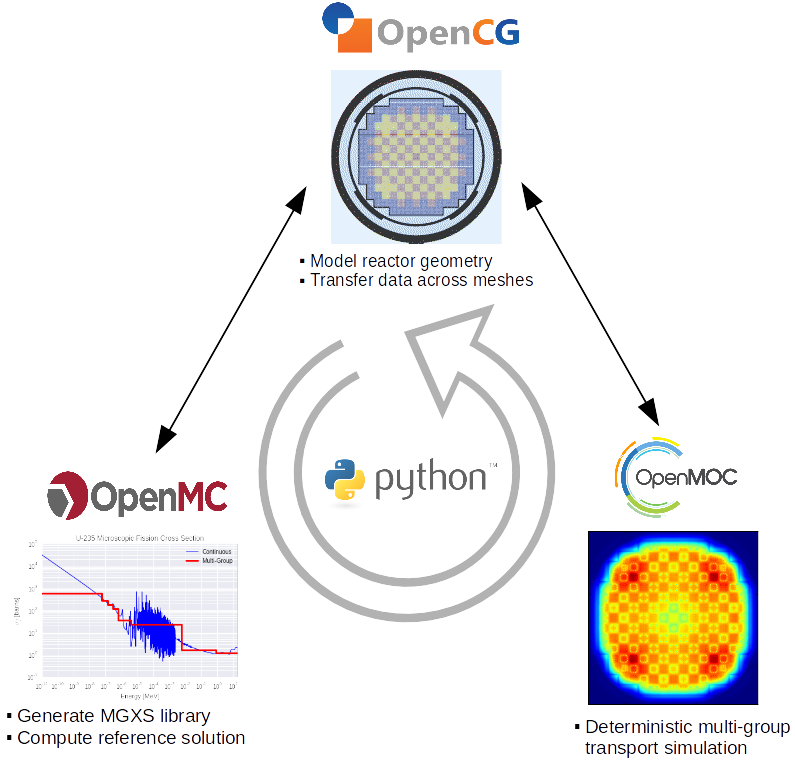 OpenCG
▪ Model reactor geometry
▪ Transfer data across meshes
python™
OpenMC
OpenMOC
U-235 Microscopic Fission Cross Section
Continuous
Multi-Group
[barns]
Energy [MeV]
▪ Generate MGXS library
▪ Compute reference solution
▪ Deterministic multi-group
transport simulation